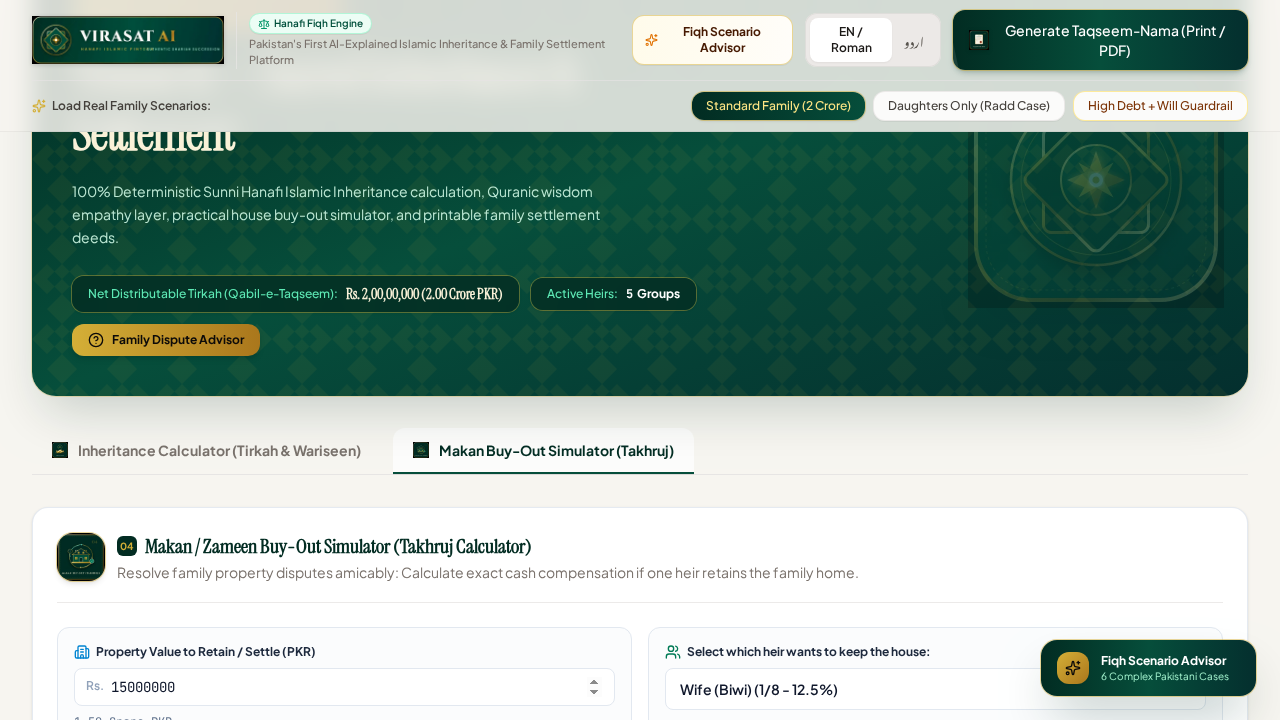 VIRASAT AI
Hanafi Fiqh Engine
Pakistan's First AI-Explained Islamic Inheritance & Family Settlement
Platform
Fiqh Scenario
Advisor
EN /
Roman
اردو
Generate Taqseem-Nama (Print /
PDF)
Load Real Family Scenarios:
Standard Family (2 Crore)
Daughters Only (Radd Case)
High Debt + Will Guardrail
Settlement
100% Deterministic Sunni Hanafi Islamic Inheritance calculation, Quranic wisdom
empathy layer, practical house buy-out simulator, and printable family settlement
deeds.
Net Distributable Tirkah (Qabil-e-Taqseem): Rs. 2,00,00,000 (2.00 Crore PKR)
Active Heirs: 5 Groups
Family Dispute Advisor
Inheritance Calculator (Tirkah & Wariseen)
Makan Buy-Out Simulator (Takhruj)
04 Makan / Zameen Buy-Out Simulator (Takhruj Calculator)
Resolve family property disputes amicably: Calculate exact cash compensation if one heir retains the family home.
Property Value to Retain / Settle (PKR)
Rs. 15000000
Select which heir wants to keep the house:
Wife (Biwi) (1/8 - 12.5%)
Fiqh Scenario Advisor
6 Complex Pakistani Cases